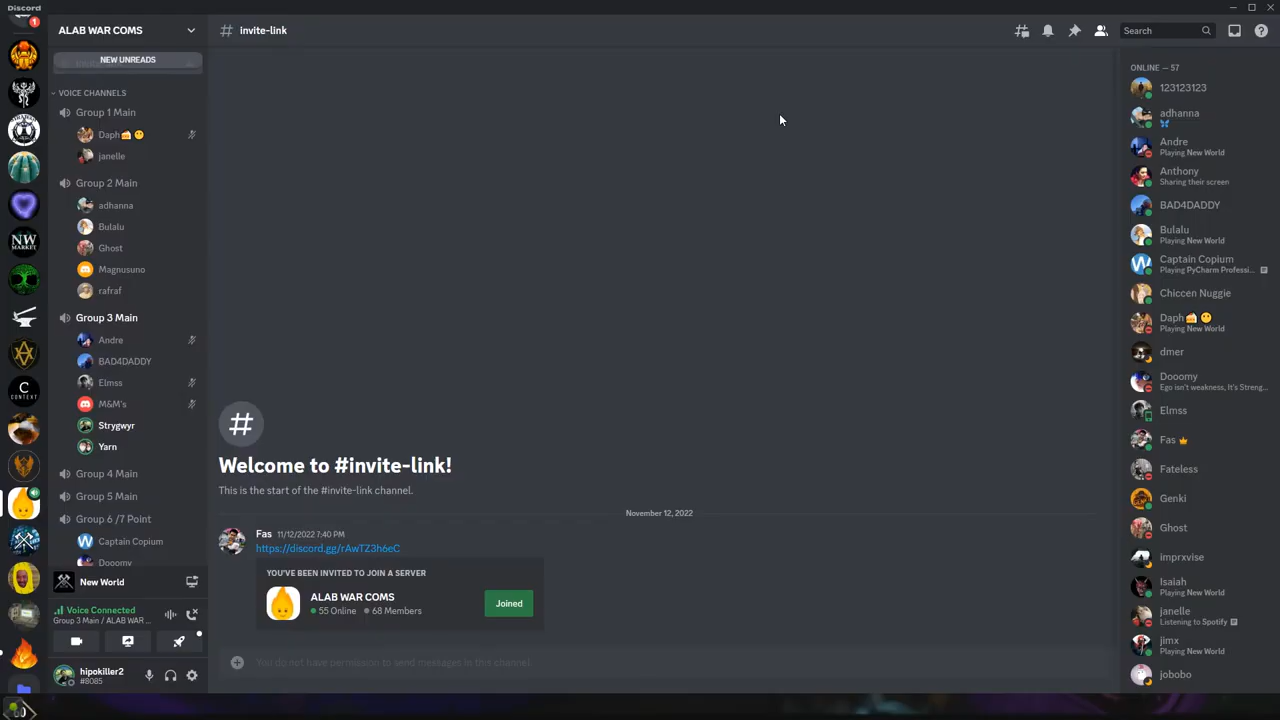 Discord
1
ALAB WAR COMS
NEW UNREADS
VOICE CHANNELS
Group 1 Main
Daph
janelle
Group 2 Main
adhanna
Bulalu
Ghost
Magnusuno
rafraf
Group 3 Main
Andre
BAD4DADDY
Elmss
M&M's
Strygwyr
Yarn
Group 4 Main
Group 5 Main
Group 6 /7 Point
Captain Copium
Dooomy
New World
Voice Connected
Group 3 Main / ALAB WAR ...
hipokiller2
#8085
NW
MARKET
C
CONTEXT
# invite-link
Search
#
Welcome to #invite-link!
This is the start of the #invite-link channel.
November 12, 2022
Fas 11/12/2022 7:40 PM
https://discord.gg/rAwTZ3h6eC
YOU'VE BEEN INVITED TO JOIN A SERVER
ALAB WAR COMS
55 Online 68 Members
Joined
You do not have permission to send messages in this channel.
ONLINE — 57
123123123
adhanna
Andre
Playing New World
Anthony
Sharing their screen
BAD4DADDY
Bulalu
Playing New World
Captain Copium
Playing PyCharm Professi...
Chiccen Nuggie
Daph
Playing New World
dmer
Dooomy
Ego isn't weakness, It's Streng...
Elmss
Fas
Fateless
Genki
Ghost
imprxvise
Isaiah
Playing New World
janelle
Listening to Spotify
jimx
Playing New World
jobobo